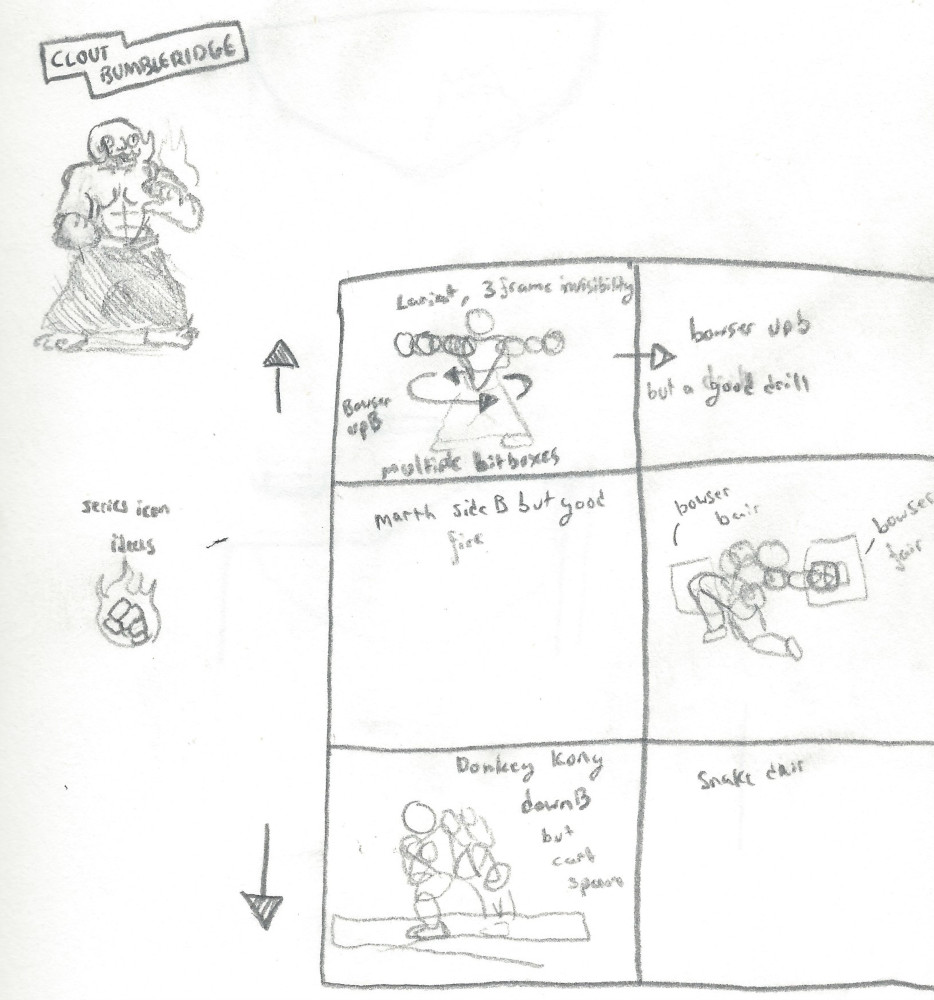 CLOUT
BUMBLERIDGE
Lariat, 3 frame invisibility
Bowser
upB
multiple hitboxes
bowser upb
but a good drill
series icon
ideas
marth side B but good
fire
bowser
bair
bowser
fair
Donkey Kong
downB
but
can't
spam
Snake dair